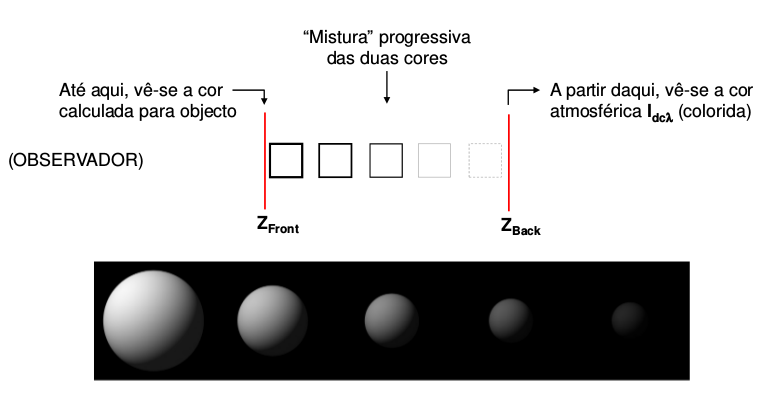 “Mistura” progressiva
das duas cores
Até aqui, vê-se a cor
calculada para objecto
A partir daqui, vê-se a cor
atmosférica Idcλ (colorida)
(OBSERVADOR)
ZFront
ZBack